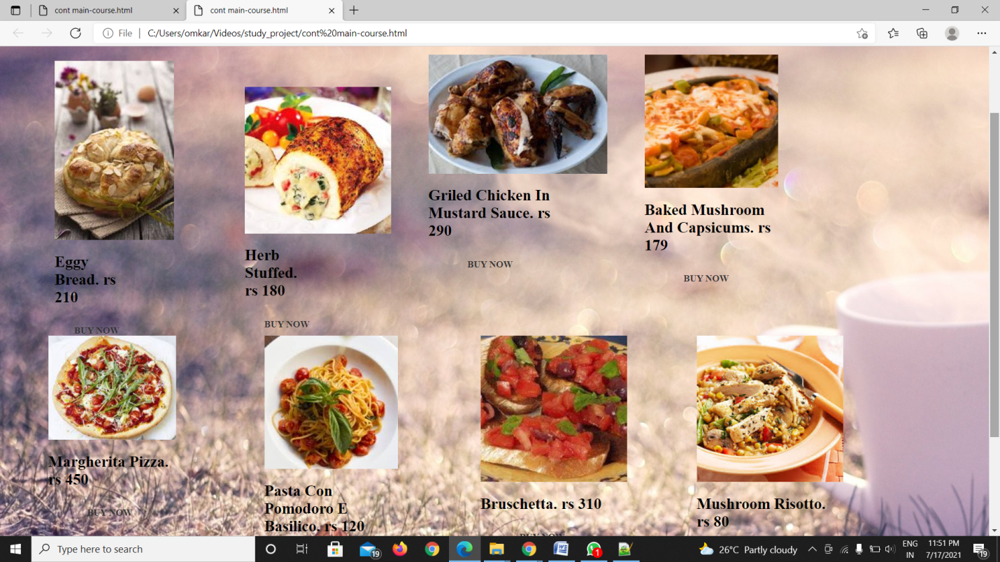 cont main-course.html
cont main-course.html
File
C:/Users/omkar/Videos/study_project/cont%20main-course.html
Eggy
Bread. rs
210
BUY NOW
Herb
Stuffed.
rs 180
BUY NOW
Griled Chicken In
Mustard Sauce. rs
290
BUY NOW
Baked Mushroom
And Capsicums. rs
179
BUY NOW
Margherita Pizza.
rs 450
BUY NOW
Pasta Con
Pomodoro E
Basilico. rs 120
Bruschetta. rs 310
BUY NOW
Mushroom Risotto.
rs 80
Type here to search
19
1
26°C Partly cloudy
ENG
IN
11:51 PM
7/17/2021
19